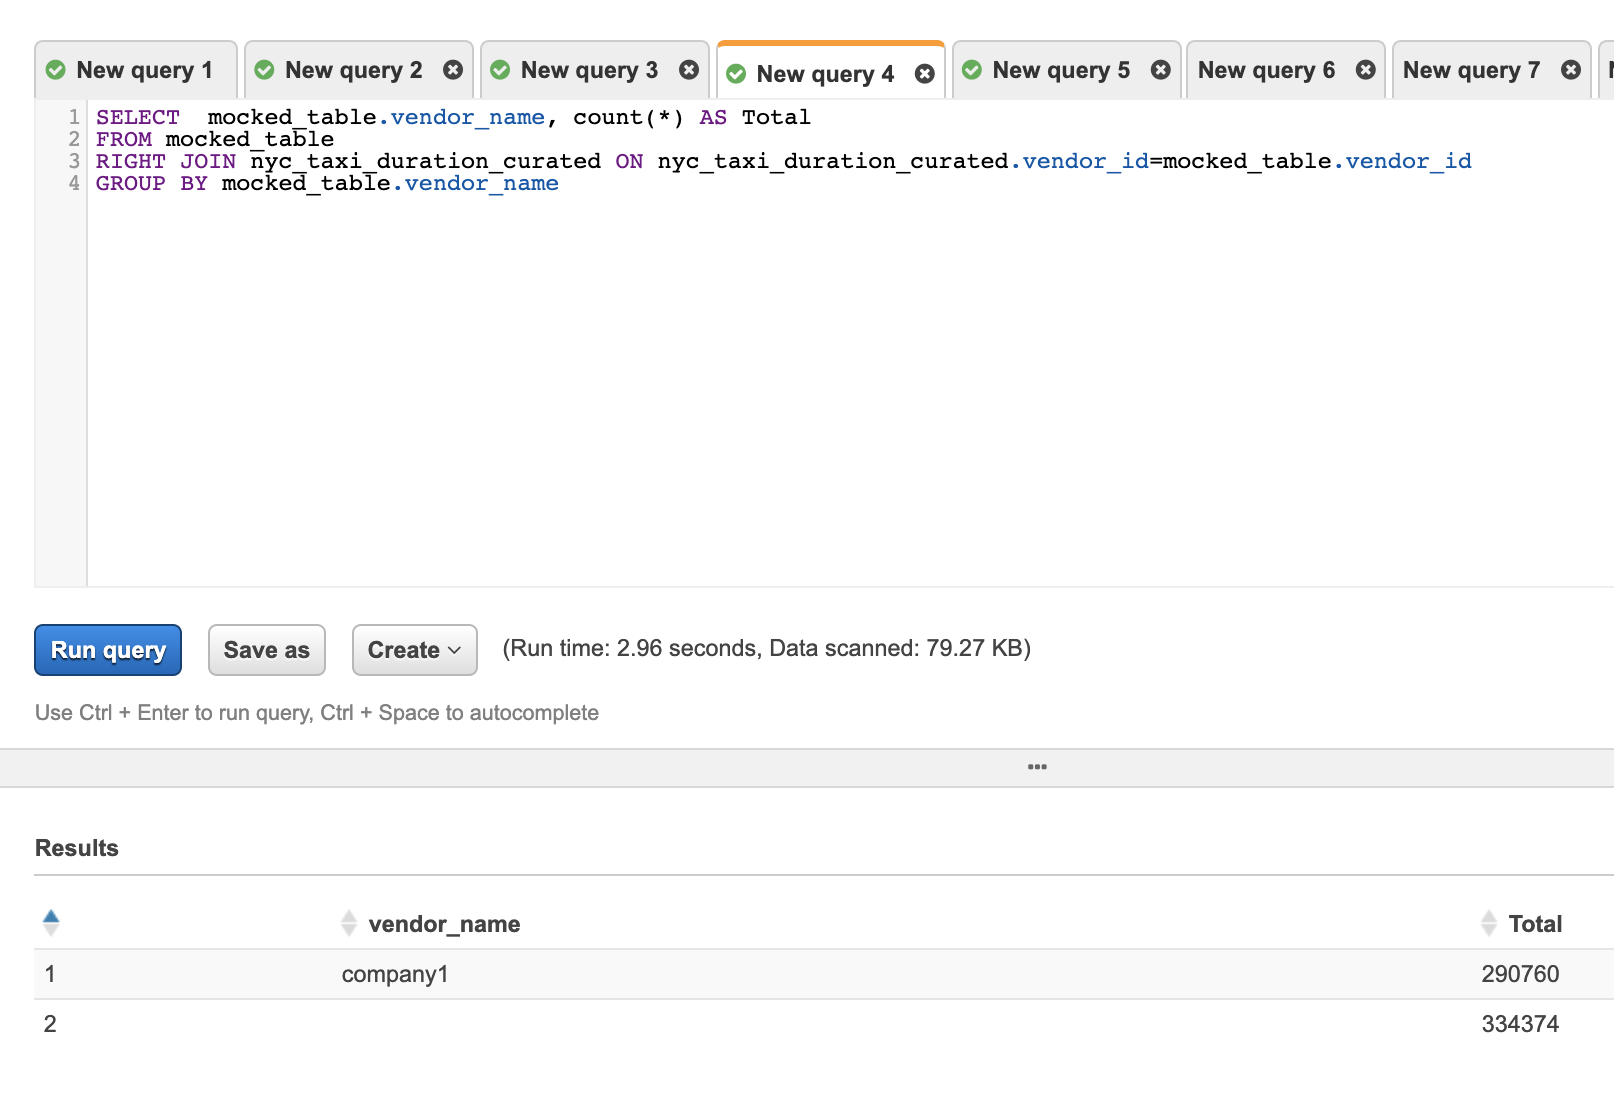 New query 1 New query 2 New query 3 New query 4 New query 5 New query 6 New query 7
1 SELECT  mocked_table.vendor_name, count(*) AS Total
2 FROM mocked_table
3 RIGHT JOIN nyc_taxi_duration_curated ON nyc_taxi_duration_curated.vendor_id=mocked_table.vendor_id
4 GROUP BY mocked_table.vendor_name
Run query Save as Create (Run time: 2.96 seconds, Data scanned: 79.27 KB)
Use Ctrl + Enter to run query, Ctrl + Space to autocomplete
Results
vendor_name Total
1 company1 290760
2 334374